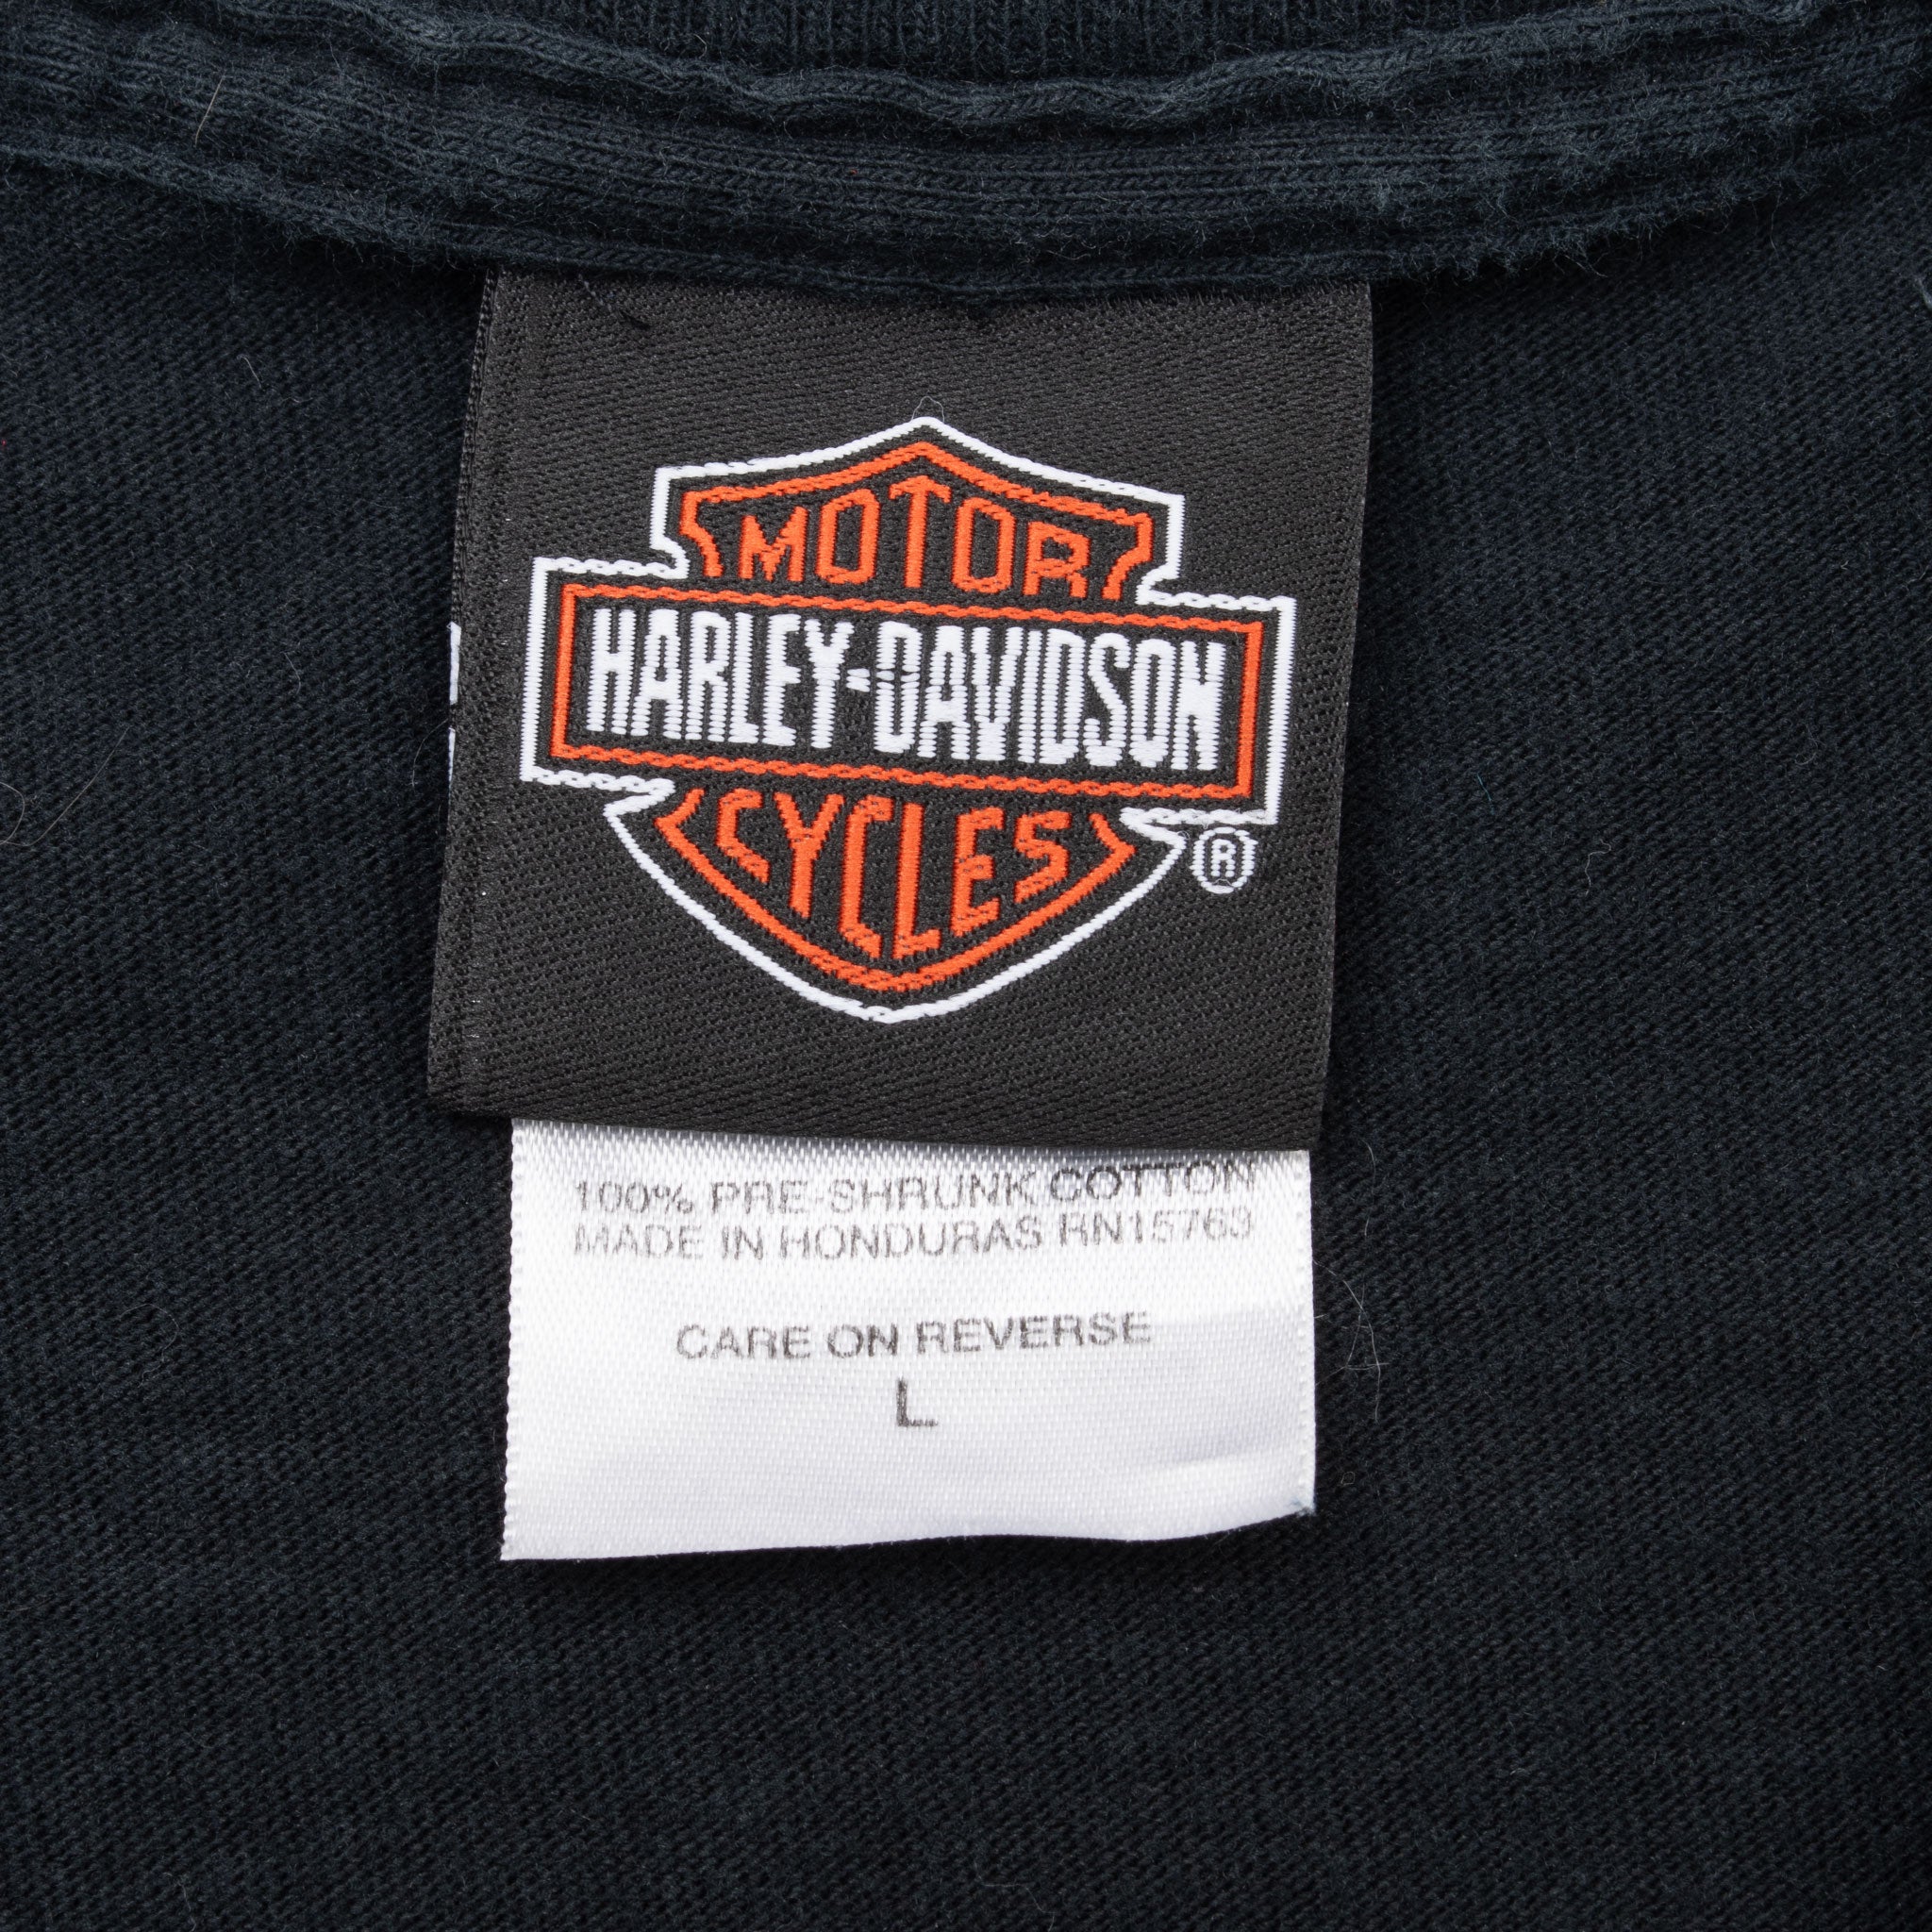 MOTOR
HARLEY-DAVIDSON
CYCLES
®
100% PRE-SHRUNK COTTON
MADE IN HONDURAS RN15763
CARE ON REVERSE
L